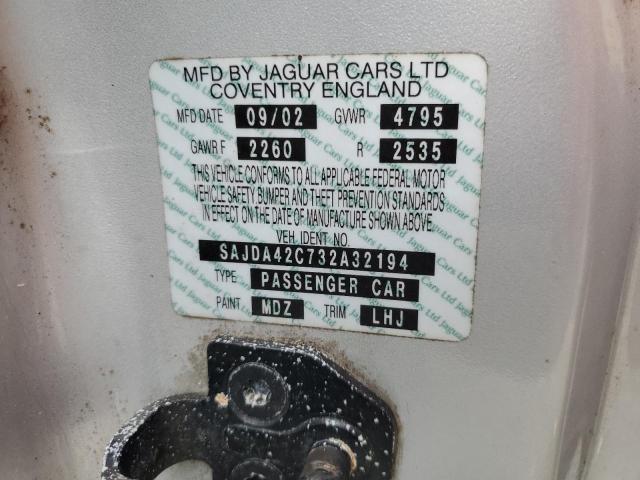 MFD BY JAGUAR CARS LTD
COVENTRY ENGLAND
MFD DATE 09/02 GVWR 4795
GAWR F 2260 R 2535
THIS VEHICLE CONFORMS TO ALL APPLICABLE FEDERAL MOTOR
VEHICLE SAFETY BUMPER AND THEFT PREVENTION STANDARDS
IN EFFECT ON THE DATE OF MANUFACTURE SHOWN ABOVE.
VEH. IDENT NO.
SAJDA42C732A32194
TYPE PASSENGER CAR
PAINT MDZ TRIM LHJ